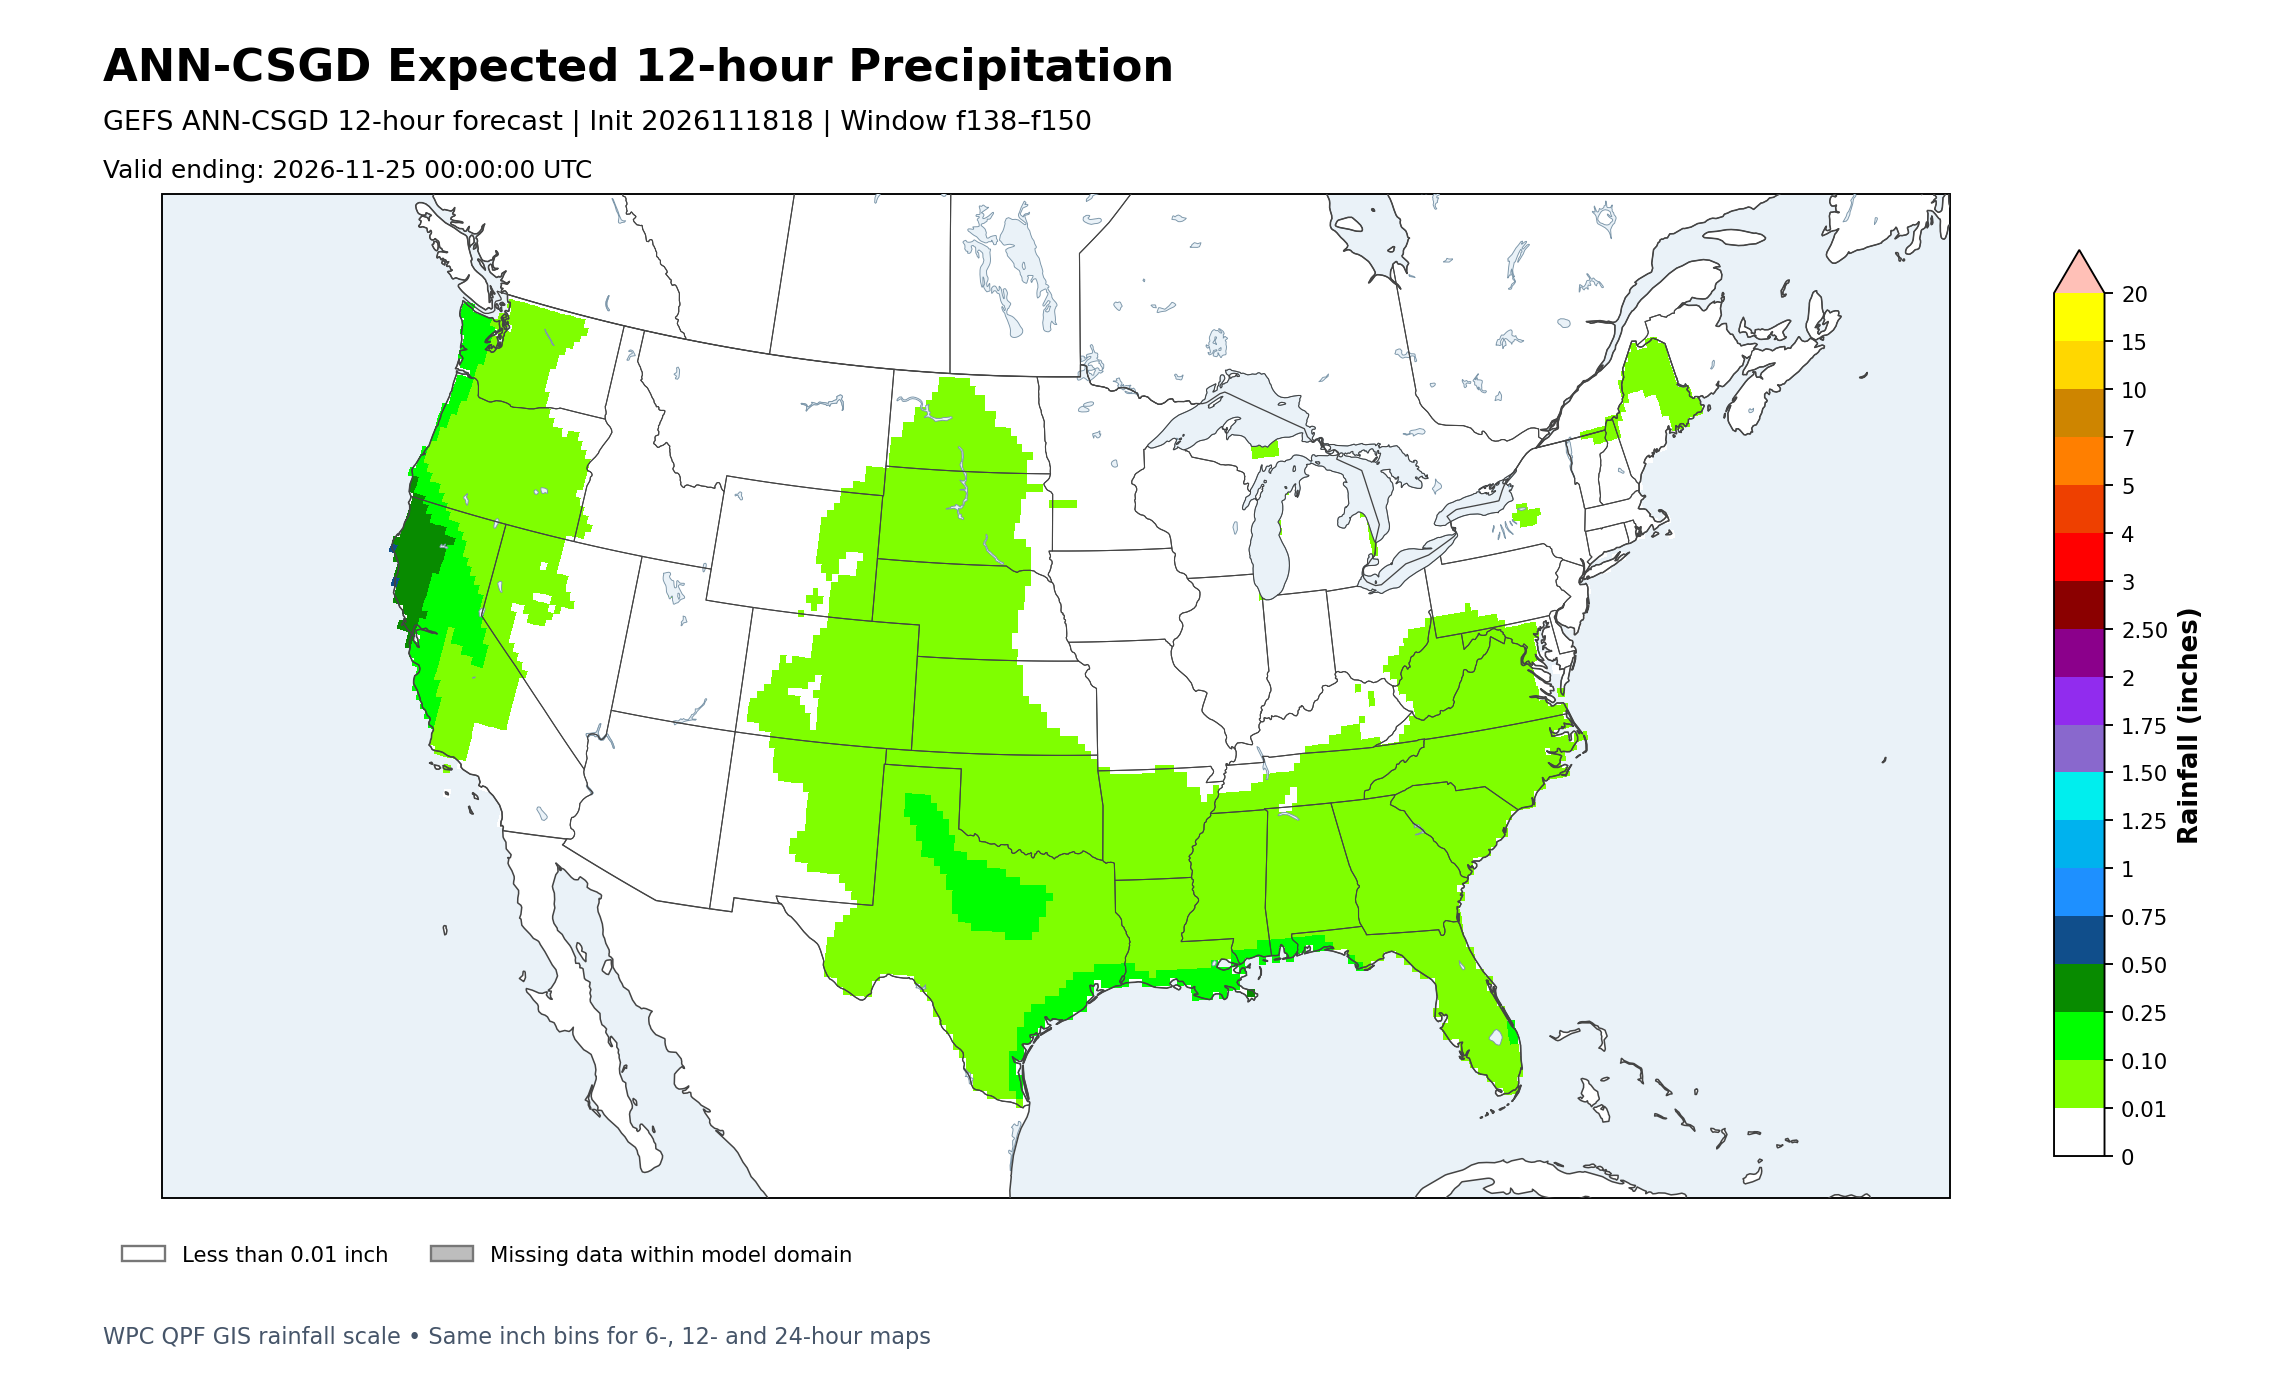 ANN-CSGD Expected 12-hour Precipitation
GEFS ANN-CSGD 12-hour forecast | Init 2026111818 | Window f138–f150
Valid ending: 2026-11-25 00:00:00 UTC
20
15
10
7
5
4
3
2.50
2
1.75
1.50
1.25
1
0.75
0.50
0.25
0.10
0.01
0
Rainfall (inches)
Less than 0.01 inch
Missing data within model domain
WPC QPF GIS rainfall scale • Same inch bins for 6-, 12- and 24-hour maps